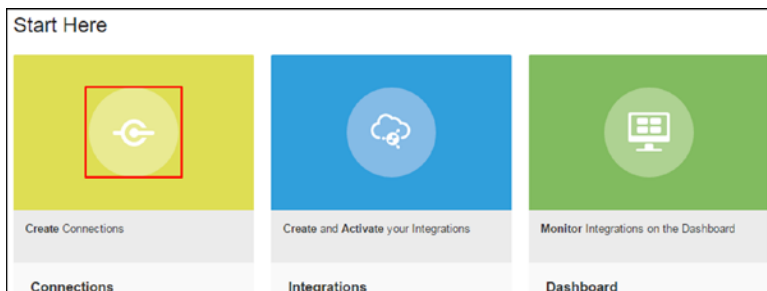 Start Here
Create Connections
Create and Activate your Integrations
Monitor Integrations on the Dashboard
Connections
Integrations
Dashboard